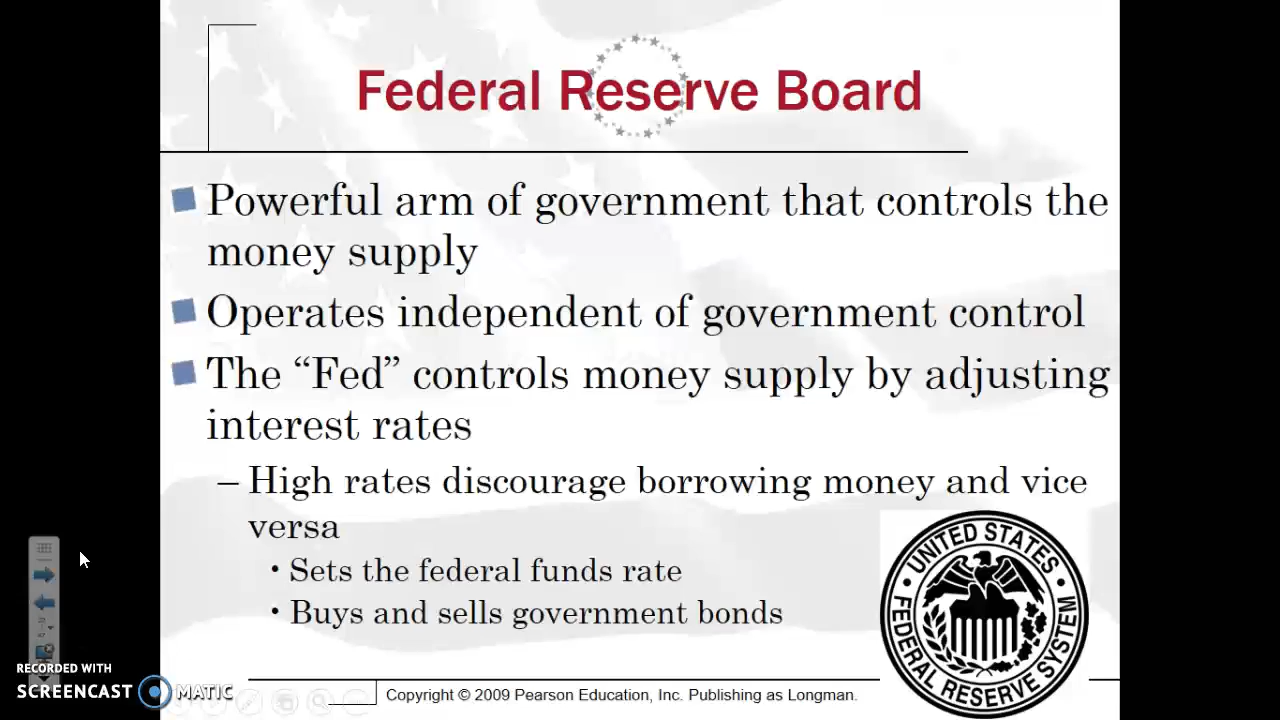 Federal Reserve Board
Powerful arm of government that controls the
money supply
Operates independent of government control
The “Fed” controls money supply by adjusting
interest rates
– High rates discourage borrowing money and vice
versa
• Sets the federal funds rate
• Buys and sells government bonds
UNITED STATES
FEDERAL RESERVE SYSTEM
RECORDED WITH
SCREENCAST MATIC
Copyright © 2009 Pearson Education, Inc. Publishing as Longman.